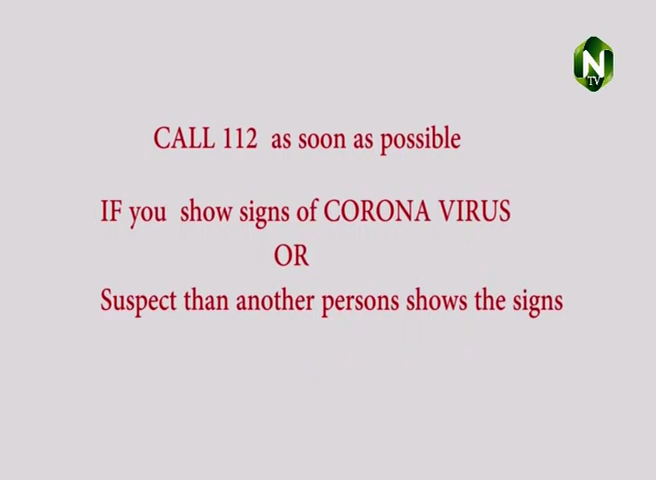 N
TV
CALL 112 as soon as possible
IF you show signs of CORONA VIRUS
OR
Suspect than another persons shows the signs